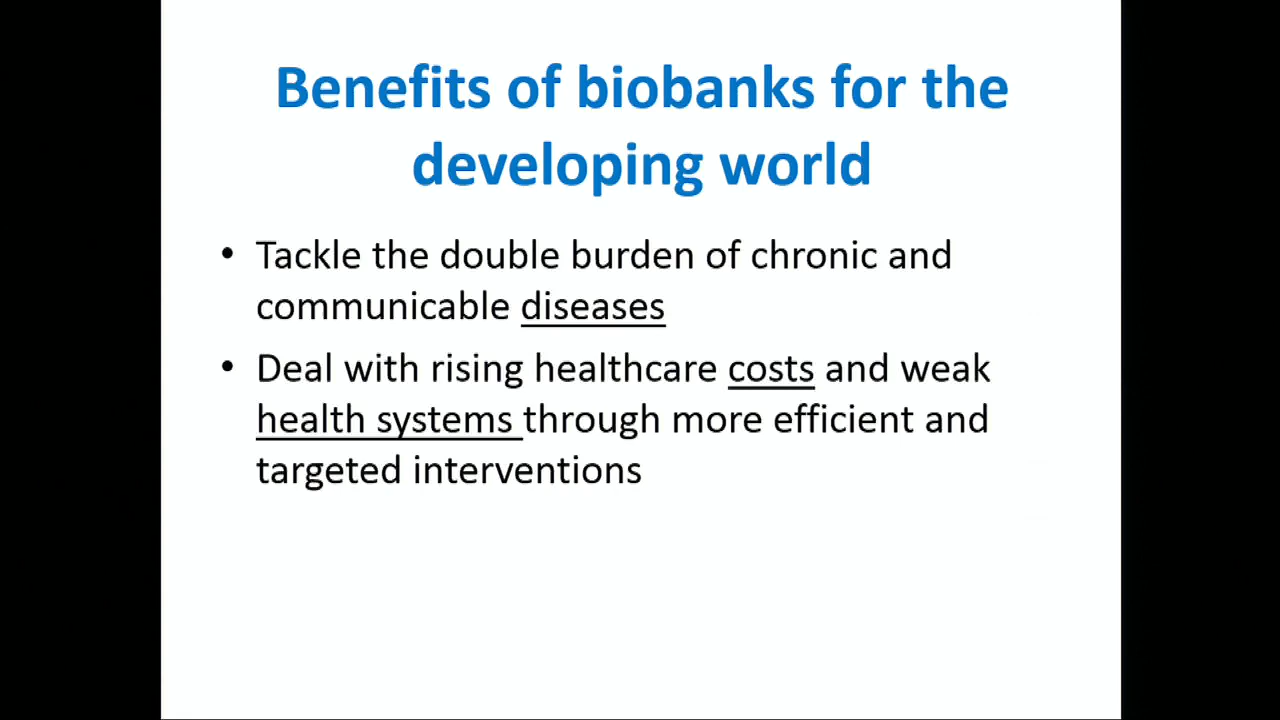 Benefits of biobanks for the
developing world
• Tackle the double burden of chronic and
communicable diseases
• Deal with rising healthcare costs and weak
health systems through more efficient and
targeted interventions